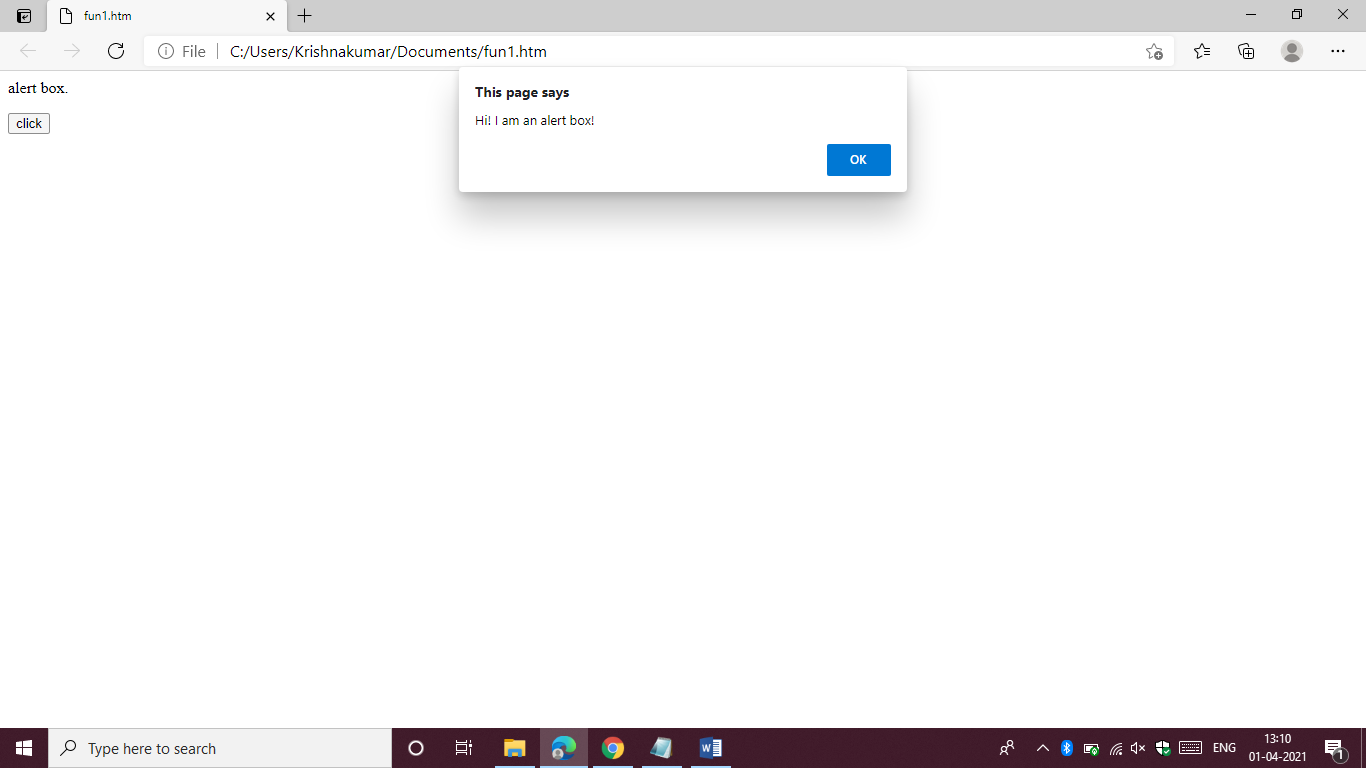 fun1.htm
File
C:/Users/Krishnakumar/Documents/fun1.htm
alert box.
click
This page says
Hi! I am an alert box!
OK
Type here to search
ENG
13:10
01-04-2021
1